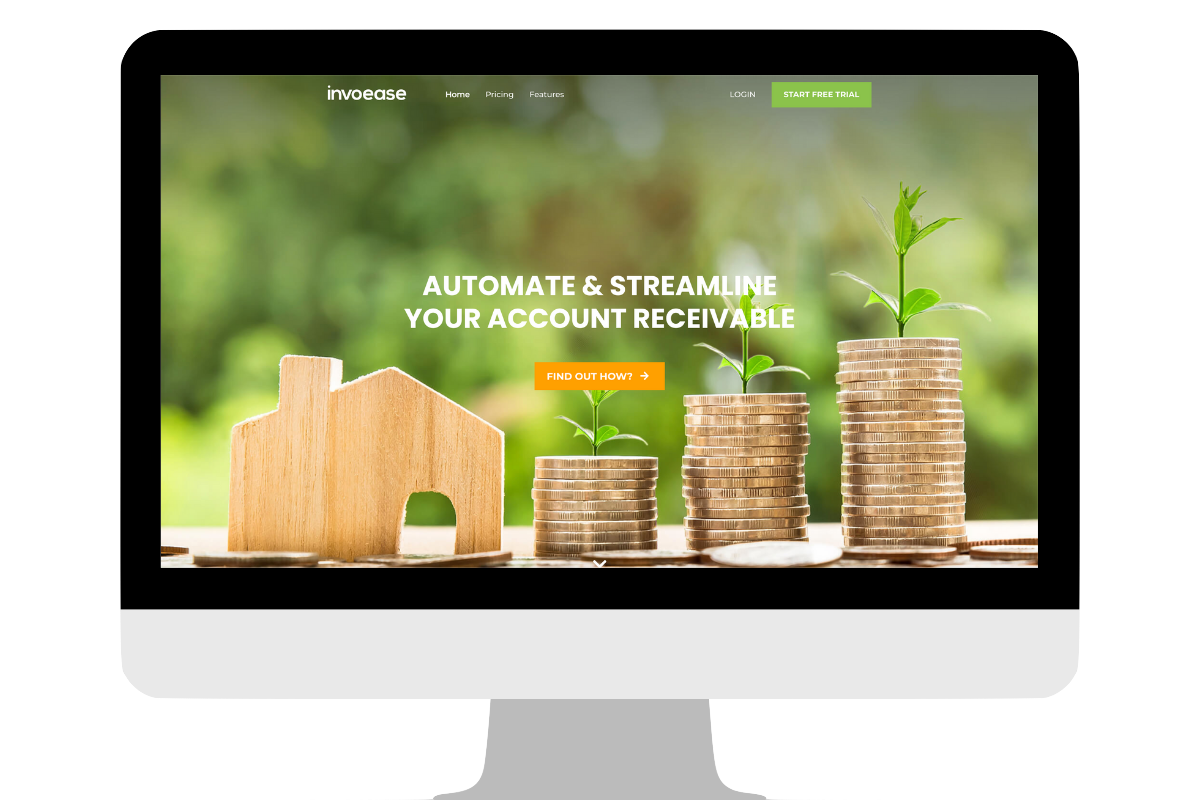 invoease
Home Pricing Features
LOGIN
START FREE TRIAL
AUTOMATE & STREAMLINE
YOUR ACCOUNT RECEIVABLE
FIND OUT HOW?